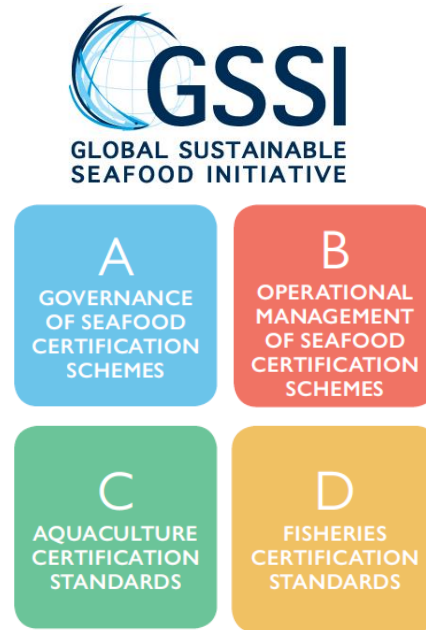 GSSI
GLOBAL SUSTAINABLE
SEAFOOD INITIATIVE
A
GOVERNANCE
OF SEAFOOD
CERTIFICATION
SCHEMES
B
OPERATIONAL
MANAGEMENT
OF SEAFOOD
CERTIFICATION
SCHEMES
C
AQUACULTURE
CERTIFICATION
STANDARDS
D
FISHERIES
CERTIFICATION
STANDARDS